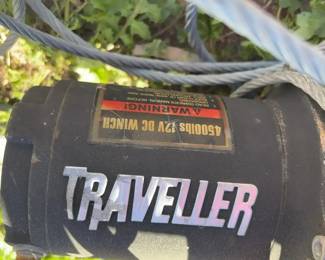 4500lbs 12V DC WINCH
WARNING!
TRAVELLER